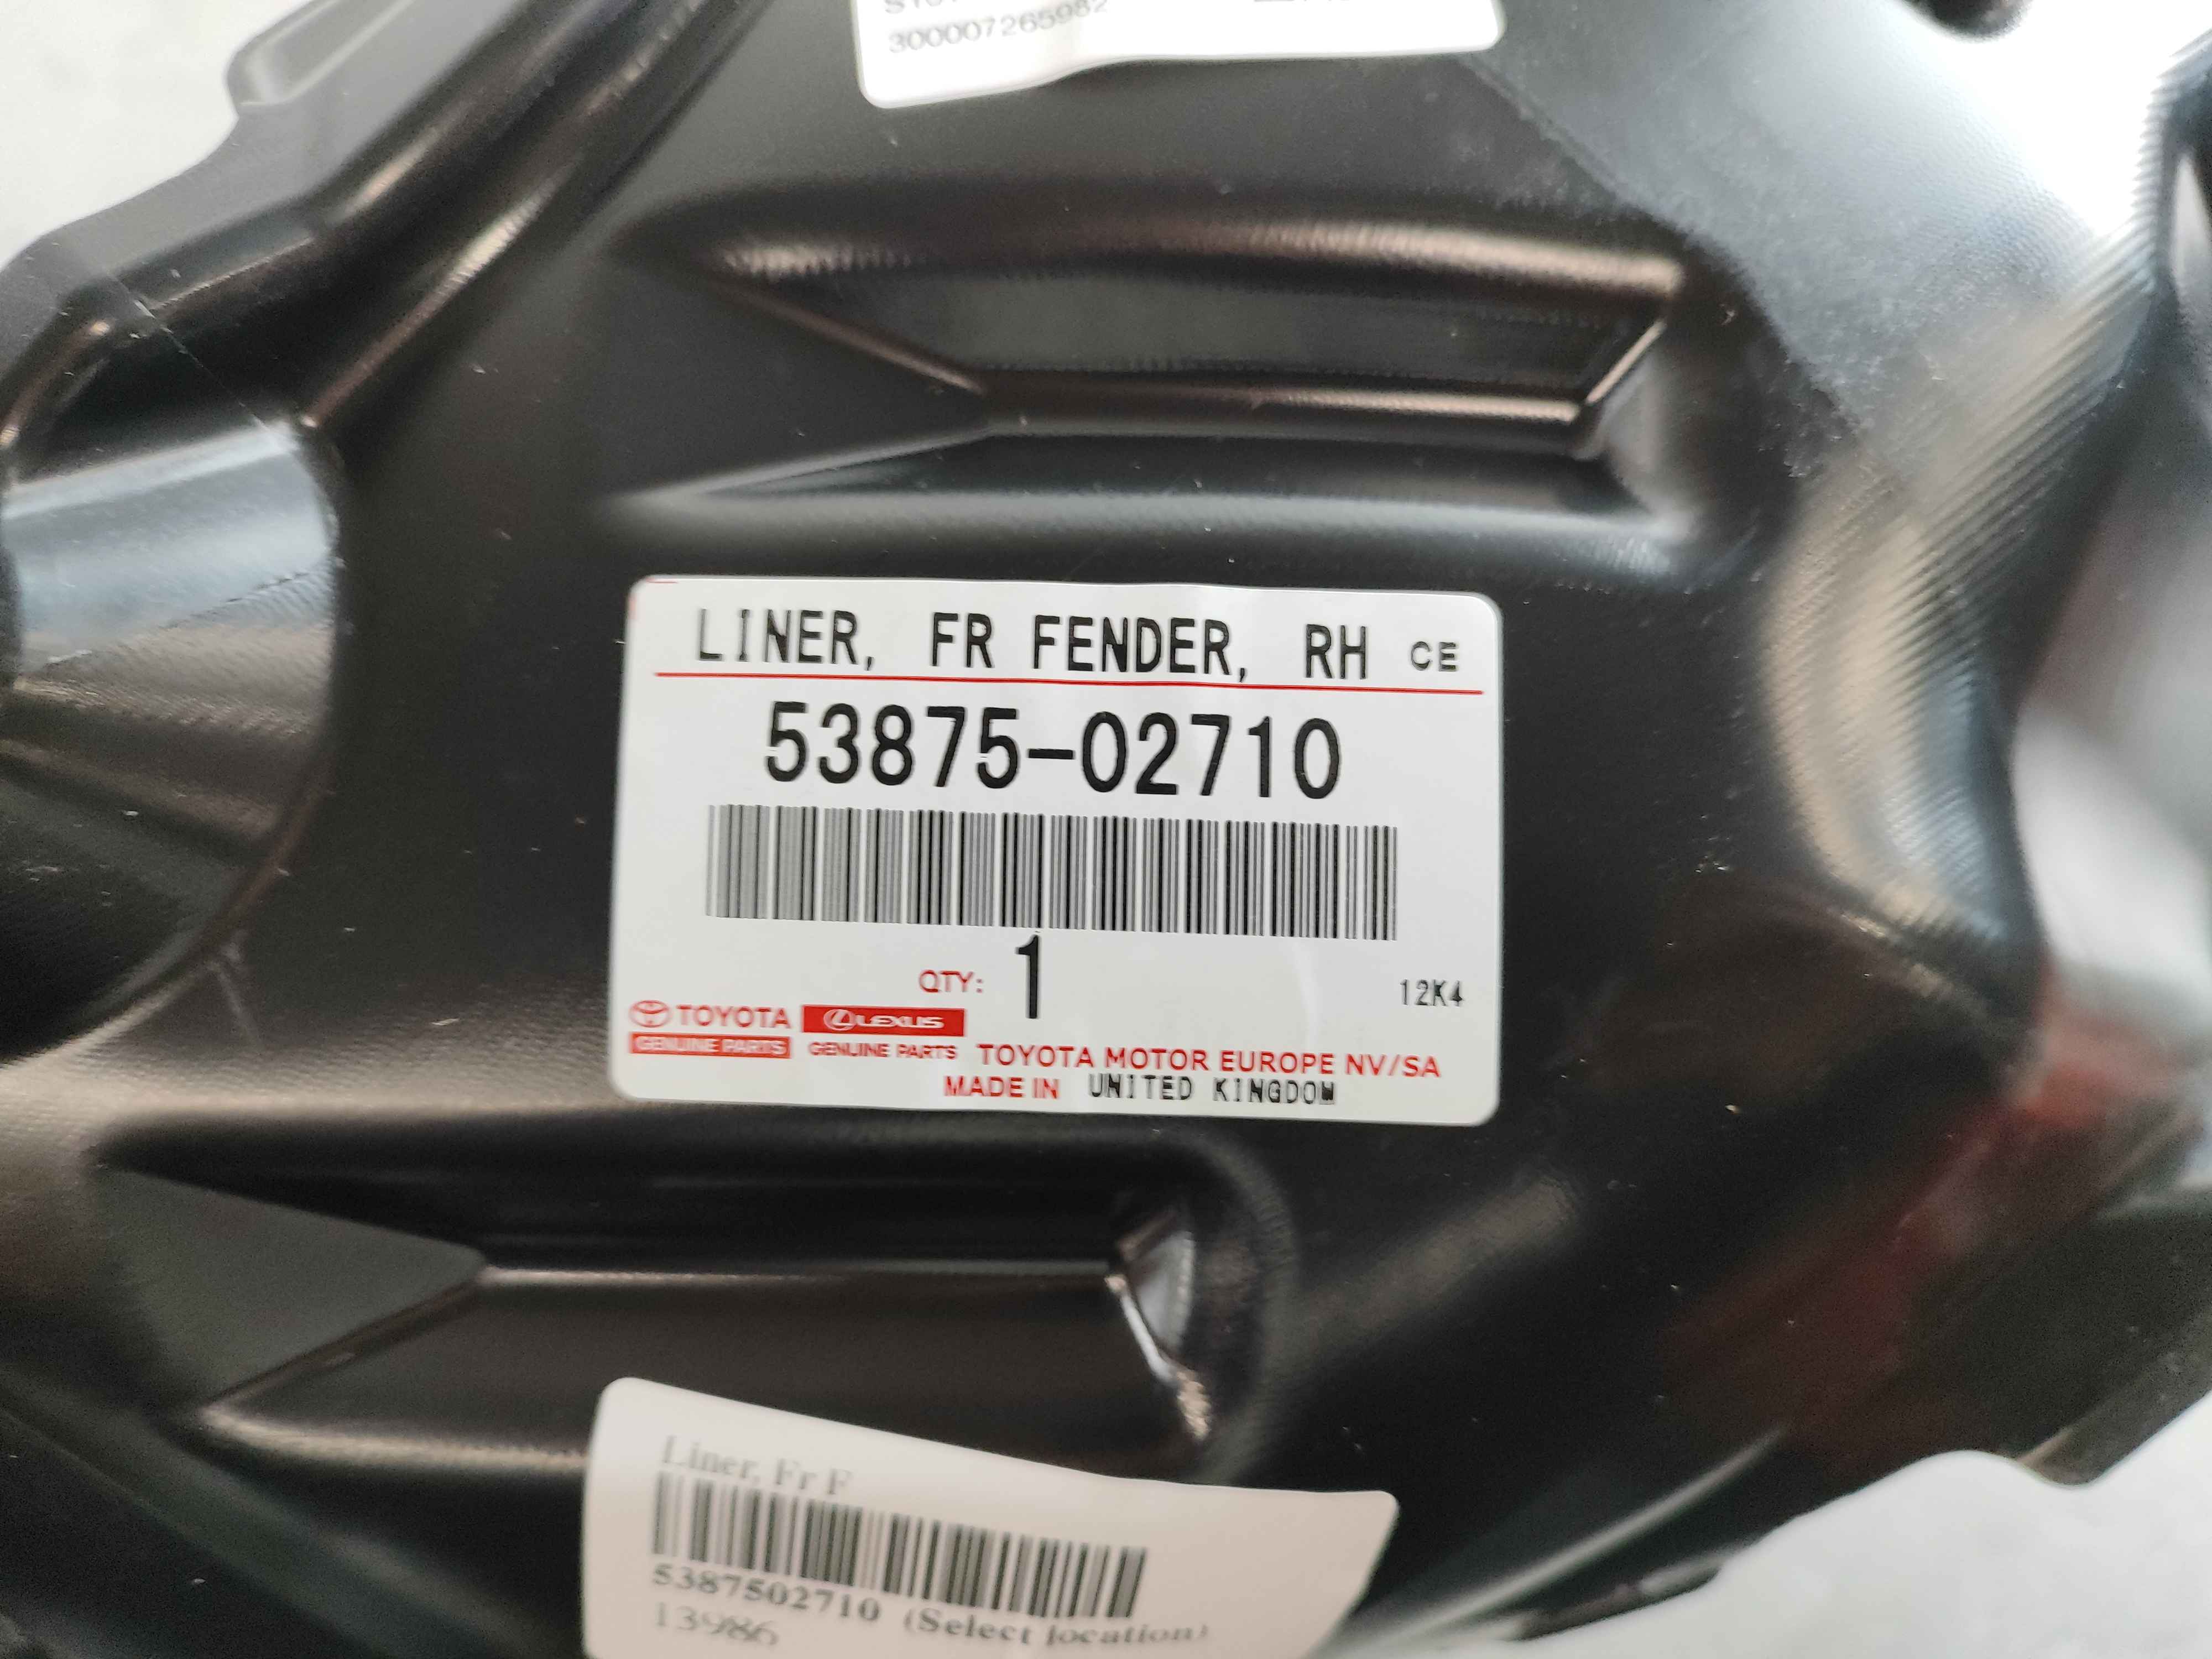 300007265982
LINER, FR FENDER, RH CE
53875-02710
QTY: 1
12K4
TOYOTA LEXUS
GENUINE PARTS GENUINE PARTS TOYOTA MOTOR EUROPE NV/SA
MADE IN UNITED KINGDOM
Liner, Fr F
5387502710 (Select location)
13986